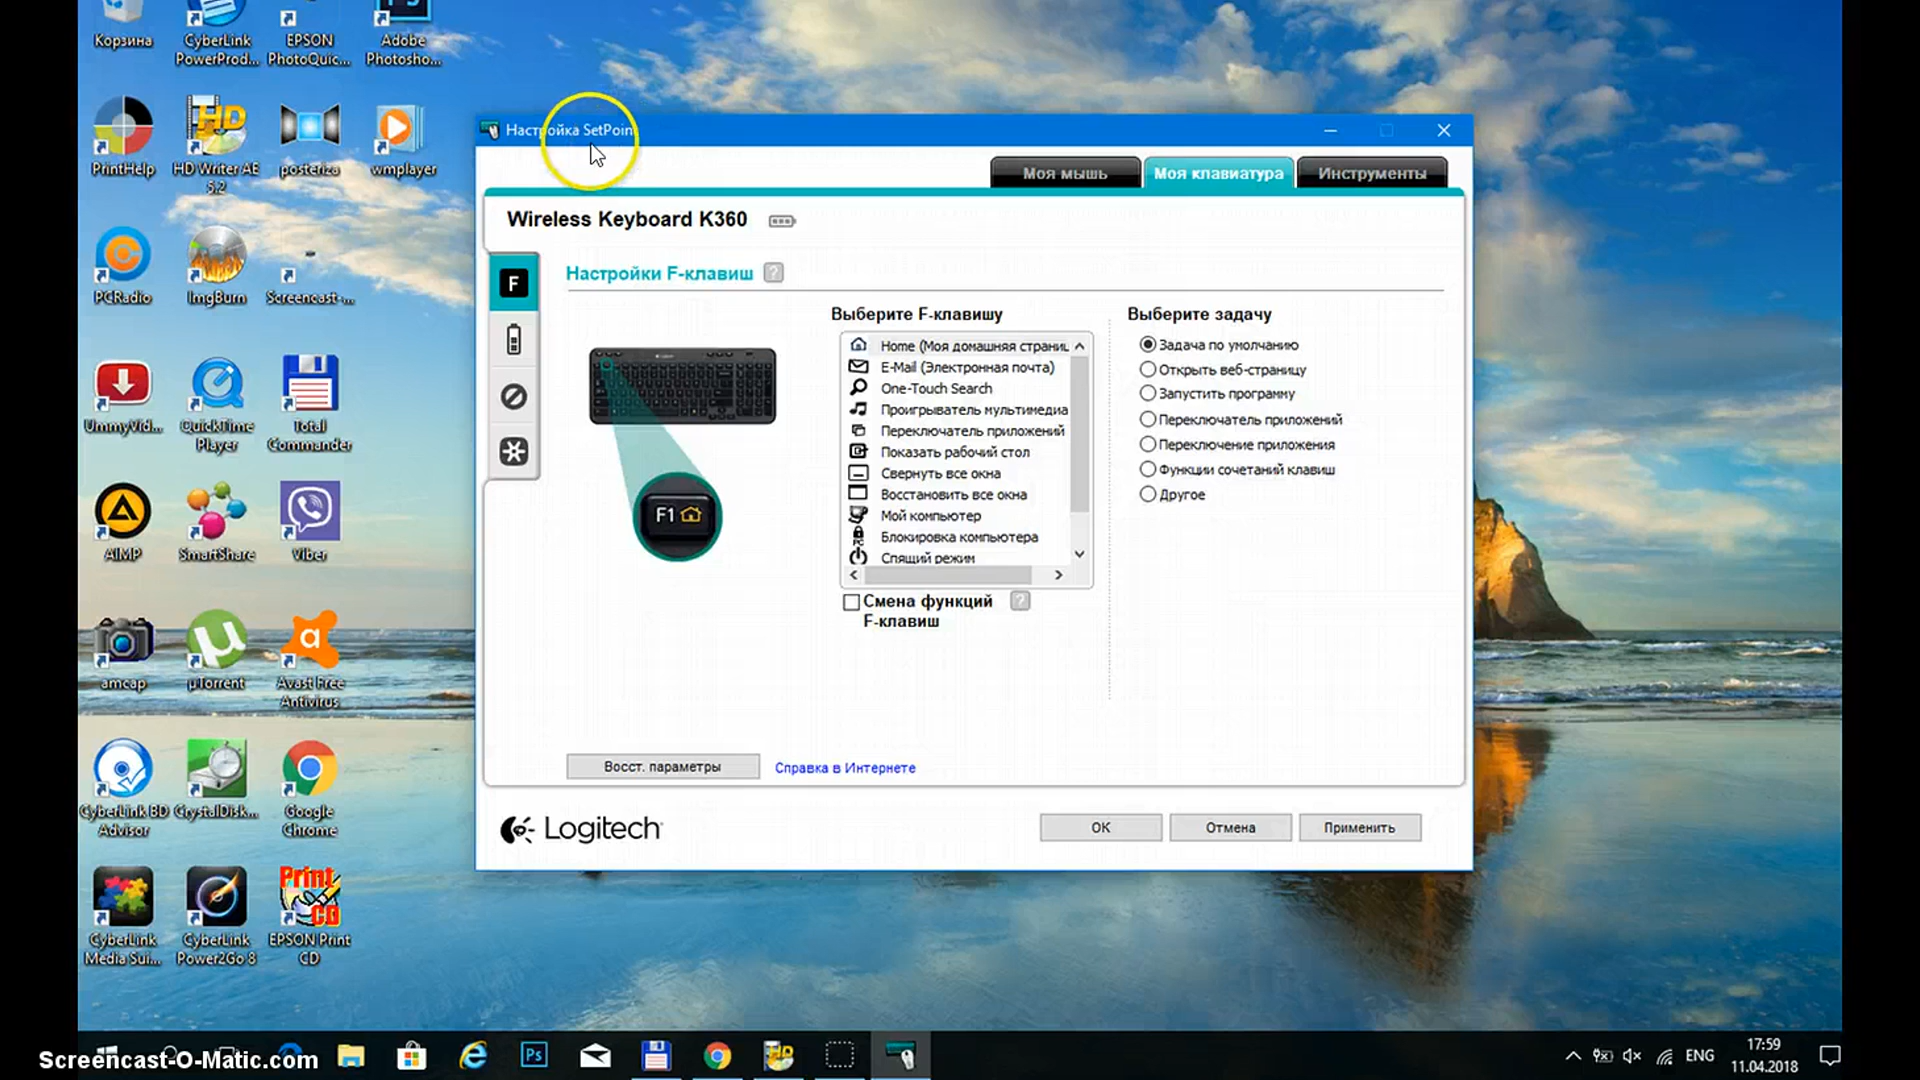 Корзина
CyberLink PowerProd...
EPSON PhotoQuic...
Adobe Photosho...
PrintHelp
HD Writer AE 5.2
posteriza
wmplayer
PCRadio
ImgBurn
Screencast-...
UmmyVid...
QuickTime Player
Total Commander
AIMP
SmartShare
Viber
amcap
µTorrent
Avast Free Antivirus
CyberLink BD Advisor
CrystalDisk...
Google Chrome
CyberLink Media Sui...
CyberLink Power2Go 8
EPSON Print CD
Настройка SetPoint
Моя мышь
Моя клавиатура
Инструменты
Wireless Keyboard K360
F
Настройки F-клавиш
?
F1
Выберите F-клавишу
Home (Моя домашняя страниц
E-Mail (Электронная почта)
One-Touch Search
Проигрыватель мультимедиа
Переключатель приложений
Показать рабочий стол
Свернуть все окна
Восстановить все окна
Мой компьютер
Блокировка компьютера
Спящий режим
Смена функций
F-клавиш
?
Выберите задачу
Задача по умолчанию
Открыть веб-страницу
Запустить программу
Переключатель приложений
Переключение приложения
Функции сочетаний клавиш
Другое
Восст. параметры
Справка в Интернете
Logitech
ОК
Отмена
Применить
Screencast-O-Matic.com
Ps
ENG
17:59
11.04.2018